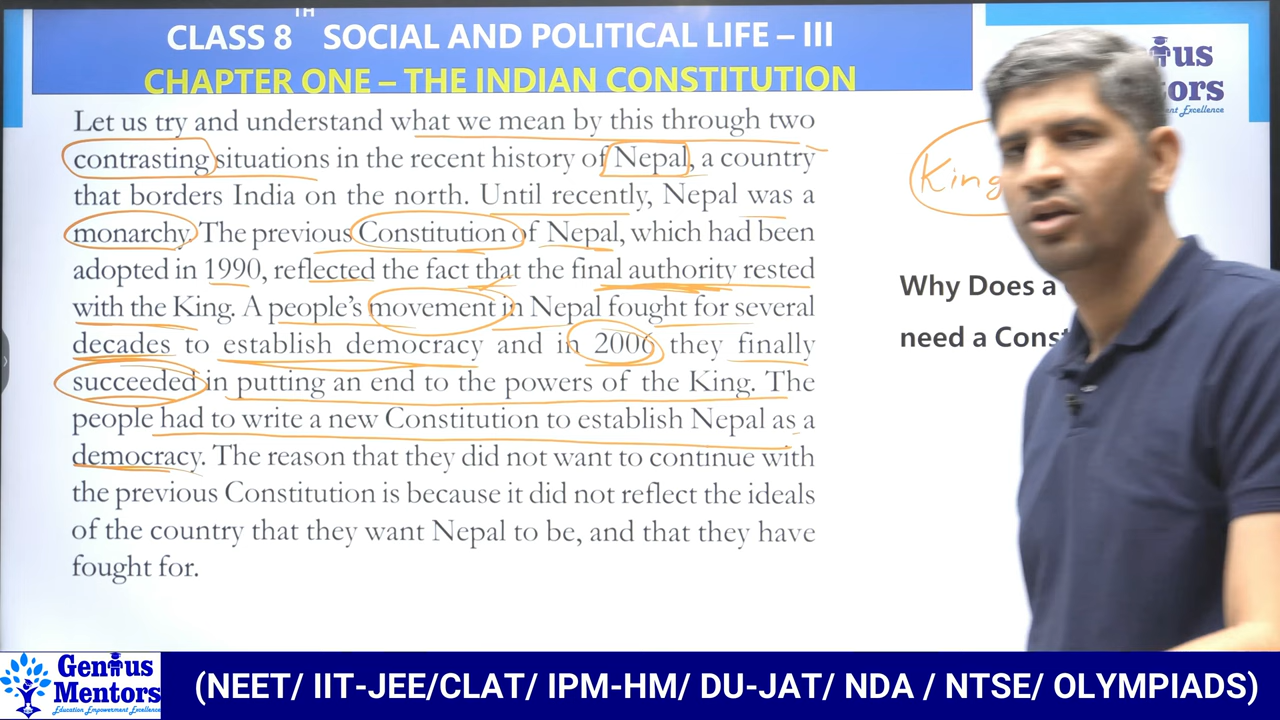 TH
CLASS 8 SOCIAL AND POLITICAL LIFE – III
CHAPTER ONE – THE INDIAN CONSTITUTION
Let us try and understand what we mean by this through two
contrasting situations in the recent history of Nepal, a country
that borders India on the north. Until recently, Nepal was a
monarchy. The previous Constitution of Nepal, which had been
adopted in 1990, reflected the fact that the final authority rested
with the King. A people's movement in Nepal fought for several
decades to establish democracy and in 2006 they finally
succeeded in putting an end to the powers of the King. The
people had to write a new Constitution to establish Nepal as a
democracy. The reason that they did not want to continue with
the previous Constitution is because it did not reflect the ideals
of the country that they want Nepal to be, and that they have
fought for.
King
Why Does a
need a
Genius
Mentors
Education Empowerment Excellence
(NEET/ IIT-JEE/CLAT/ IPM-HM/ DU-JAT/ NDA / NTSE/ OLYMPIADS)